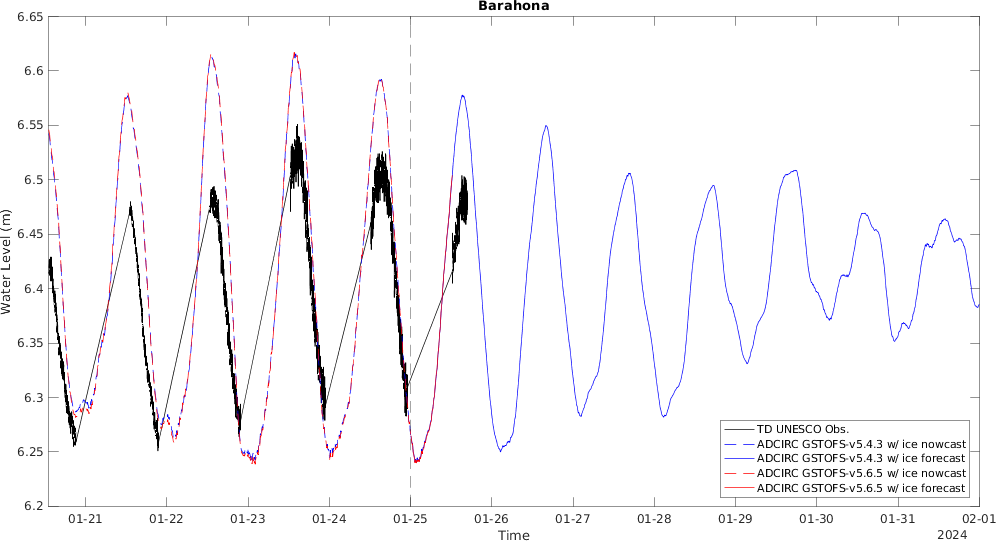 Barahona
Water Level (m)
6.65
6.6
6.55
6.5
6.45
6.4
6.35
6.3
6.25
6.2
TD UNESCO Obs.
ADCIRC GSTOFS-v5.4.3 w/ ice nowcast
ADCIRC GSTOFS-v5.4.3 w/ ice forecast
ADCIRC GSTOFS-v5.6.5 w/ ice nowcast
ADCIRC GSTOFS-v5.6.5 w/ ice forecast
01-21 01-22 01-23 01-24 01-25 01-26 01-27 01-28 01-29 01-30 01-31 02-01
Time
2024